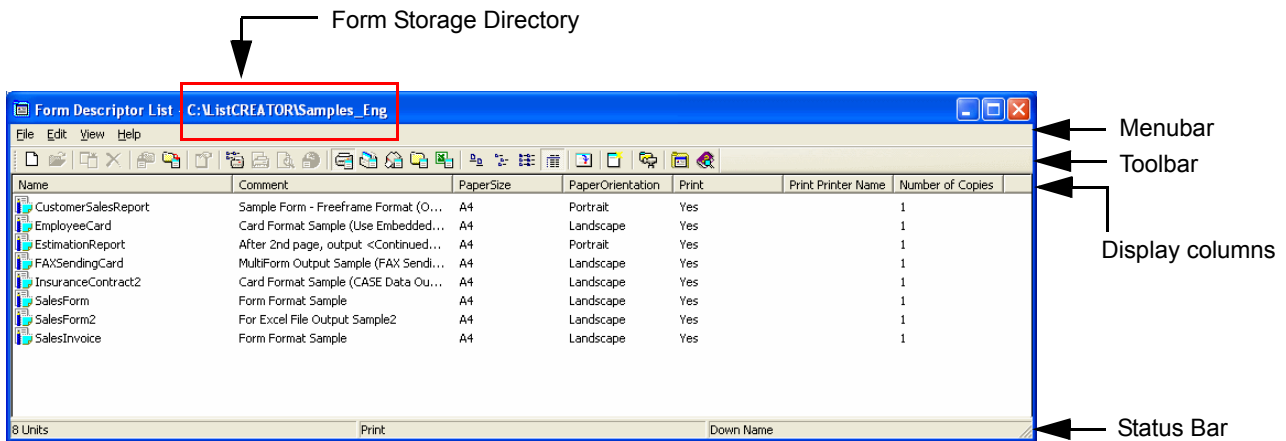 Form Storage Directory
Form Descriptor List - C:\ListCREATOR\Samples_Eng
File Edit View Help
Menubar
Toolbar
Name Comment PaperSize PaperOrientation Print Print Printer Name Number of Copies
CustomerSalesReport Sample Form - Freeframe Format (O... A4 Portrait Yes 1
EmployeeCard Card Format Sample (Use Embedded... A4 Landscape Yes 1
EstimationReport After 2nd page, output <Continued... A4 Portrait Yes 1
Display columns
FAXSendingCard MultiForm Output Sample (FAX Sendi... A4 Landscape Yes 1
InsuranceContract2 Card Format Sample (CASE Data Ou... A4 Landscape Yes 1
SalesForm Form Format Sample A4 Landscape Yes 1
SalesForm2 For Excel File Output Sample2 A4 Landscape Yes 1
SalesInvoice Form Format Sample A4 Landscape Yes 1
8 Units Print Down Name
Status Bar